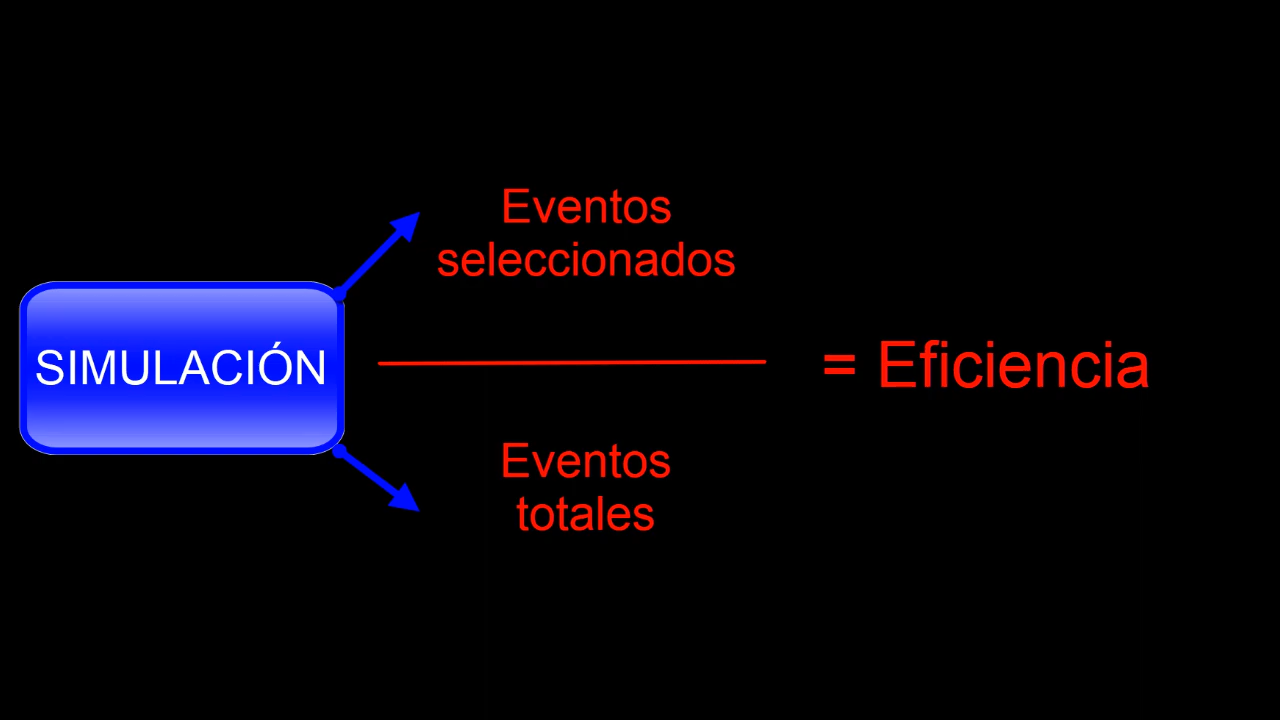 Eventos
seleccionados
SIMULACIÓN
= Eficiencia
Eventos
totales